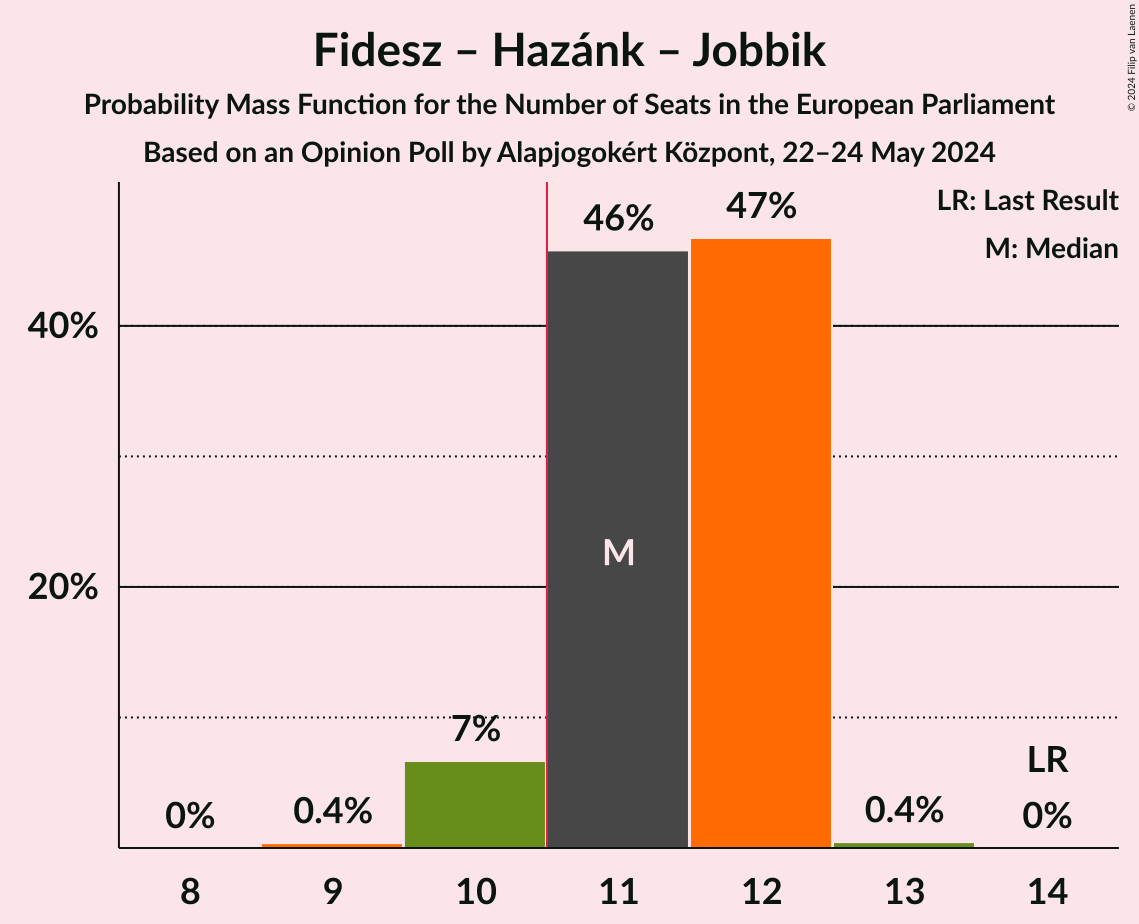 Fidesz – Hazánk – Jobbik
Probability Mass Function for the Number of Seats in the European Parliament
Based on an Opinion Poll by Alapjogokért Központ, 22–24 May 2024
© 2024 Filip van Laenen
LR: Last Result
M: Median
46%
47%
40%
M
20%
7%
LR
0%
0.4%
0.4%
0%
8
9
10
11
12
13
14